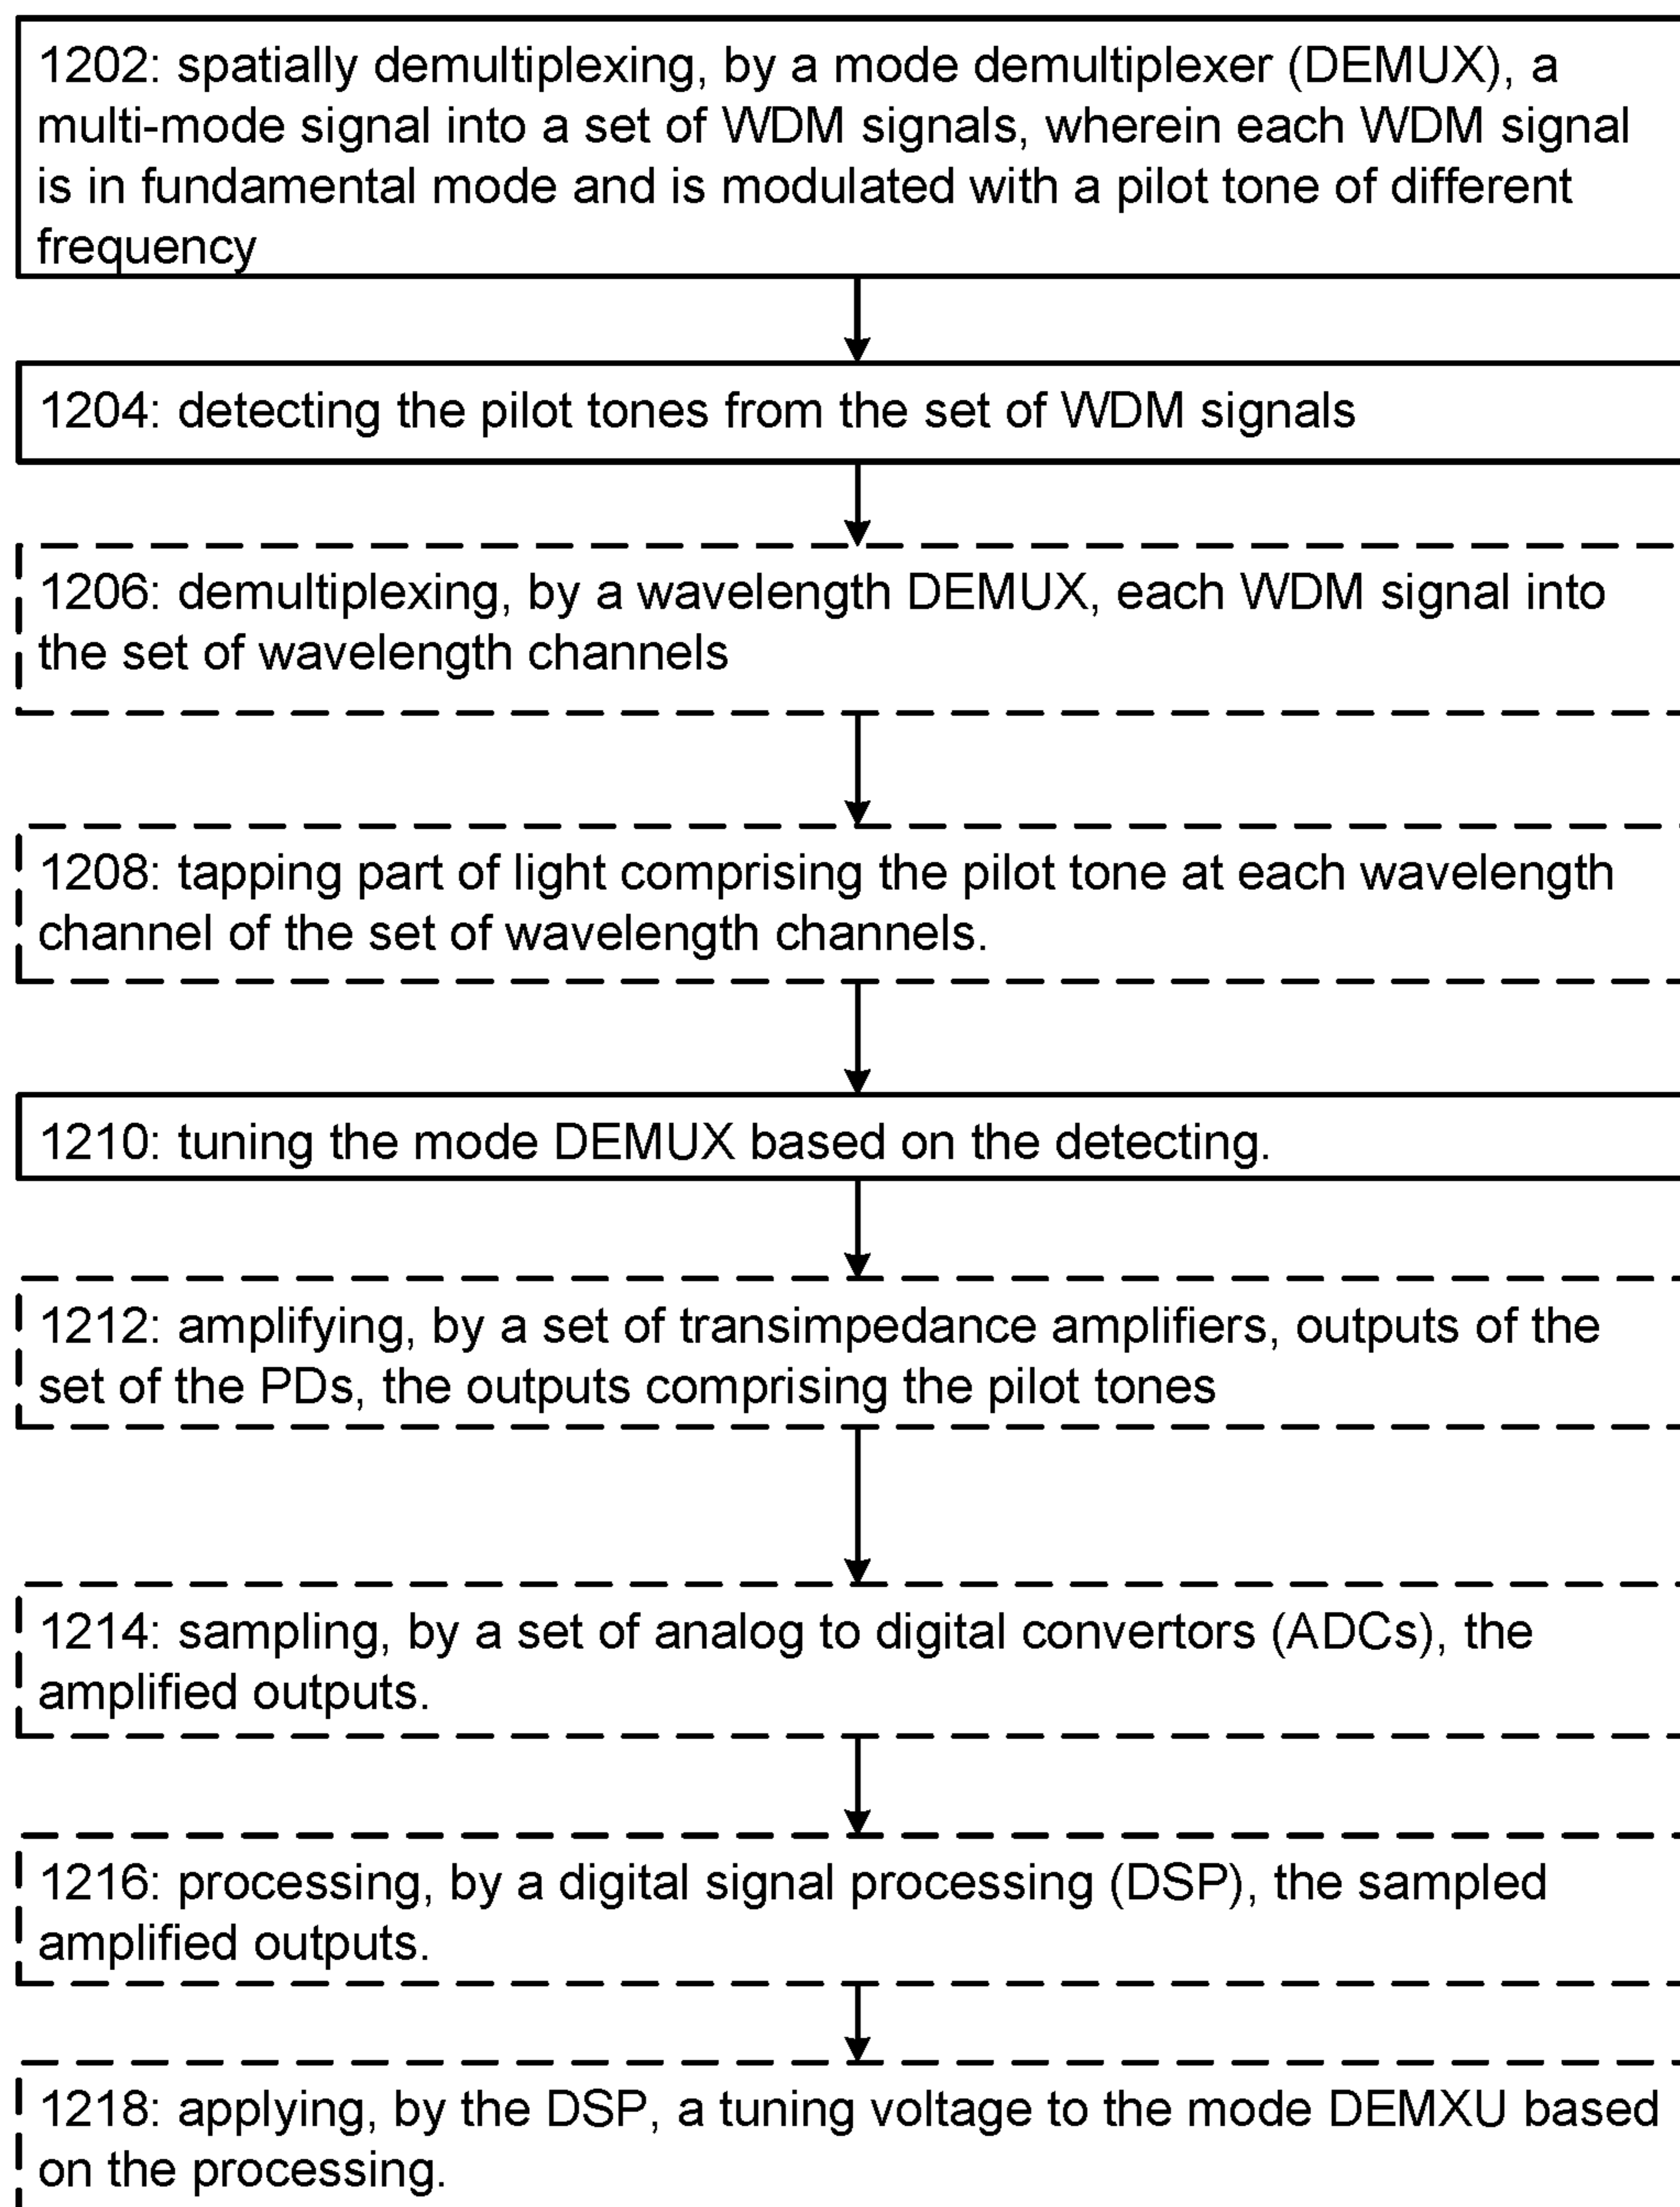 1202: spatially demultiplexing, by a mode demultiplexer (DEMUX), a
multi-mode signal into a set of WDM signals, wherein each WDM signal
is in fundamental mode and is modulated with a pilot tone of different
frequency
1204: detecting the pilot tones from the set of WDM signals
1206: demultiplexing, by a wavelength DEMUX, each WDM signal into
the set of wavelength channels
1208: tapping part of light comprising the pilot tone at each wavelength
channel of the set of wavelength channels.
1210: tuning the mode DEMUX based on the detecting.
1212: amplifying, by a set of transimpedance amplifiers, outputs of the
set of the PDs, the outputs comprising the pilot tones
1214: sampling, by a set of analog to digital convertors (ADCs), the
amplified outputs.
1216: processing, by a digital signal processing (DSP), the sampled
amplified outputs.
1218: applying, by the DSP, a tuning voltage to the mode DEMXU based
on the processing.